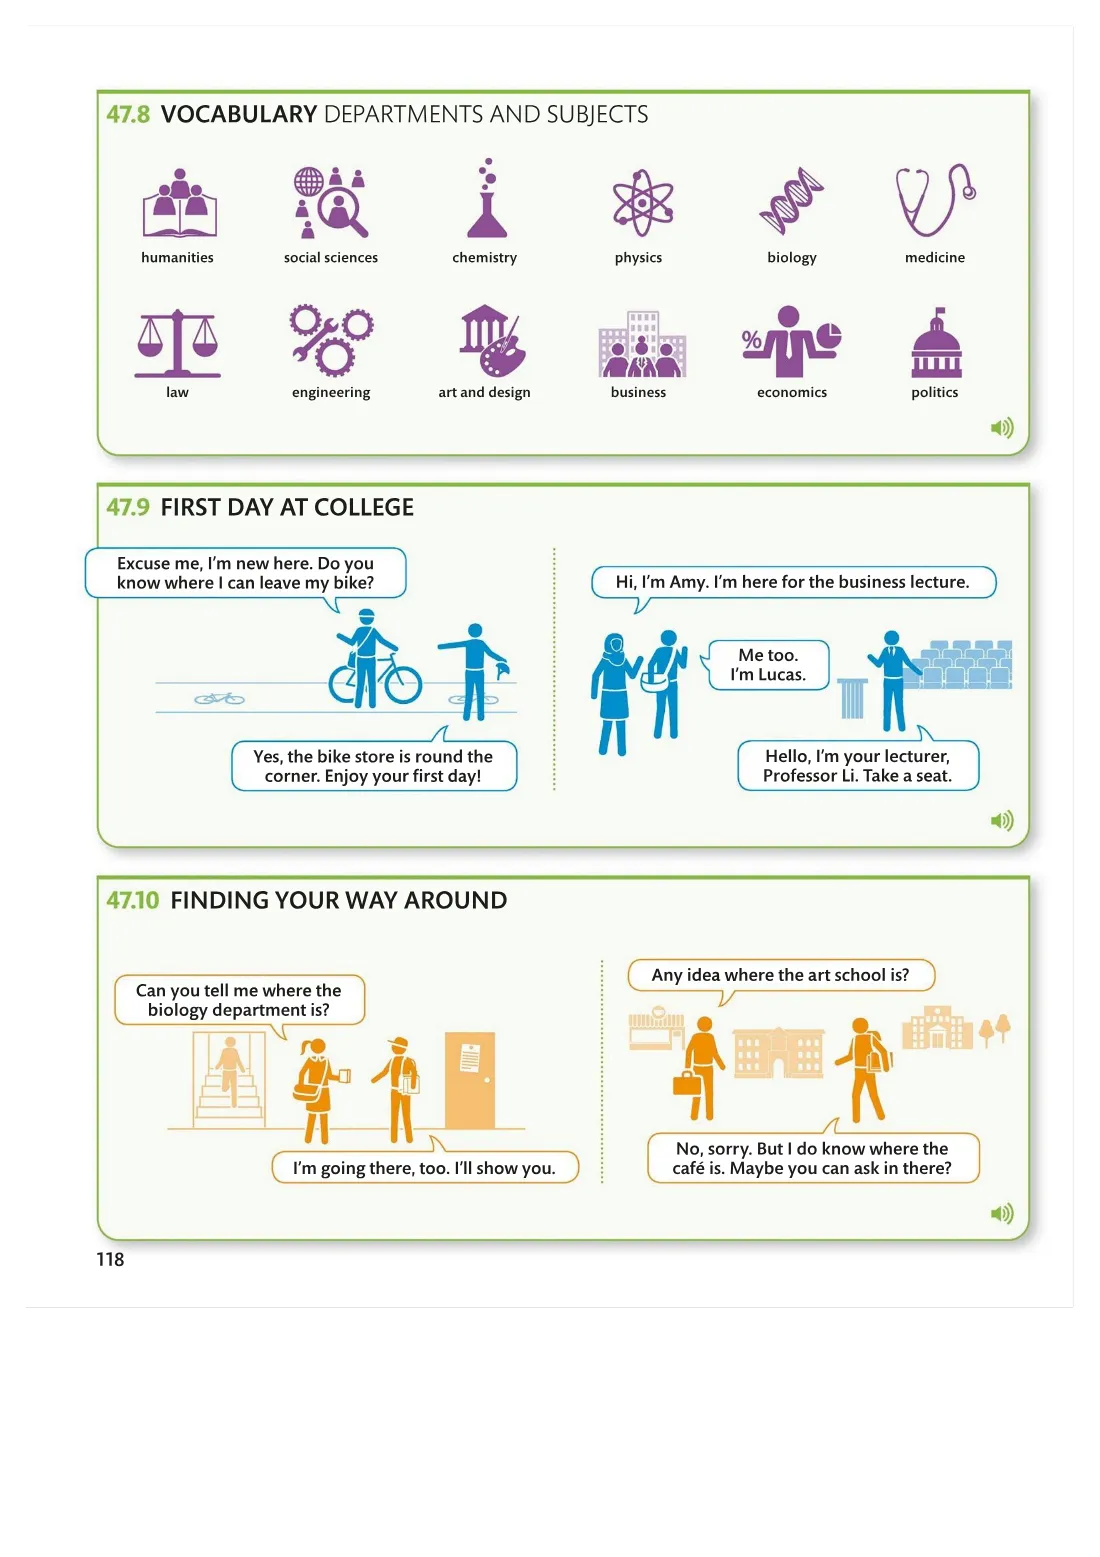 47.8 VOCABULARY DEPARTMENTS AND SUBJECTS
humanities
social sciences
chemistry
physics
biology
medicine
law
engineering
art and design
business
%
economics
politics
47.9 FIRST DAY AT COLLEGE
Excuse me, I'm new here. Do you
know where I can leave my bike?
Yes, the bike store is round the
corner. Enjoy your first day!
Hi, I'm Amy. I'm here for the business lecture.
Me too.
I'm Lucas.
Hello, I'm your lecturer,
Professor Li. Take a seat.
47.10 FINDING YOUR WAY AROUND
Can you tell me where the
biology department is?
I'm going there, too. I'll show you.
Any idea where the art school is?
No, sorry. But I do know where the
café is. Maybe you can ask in there?
118